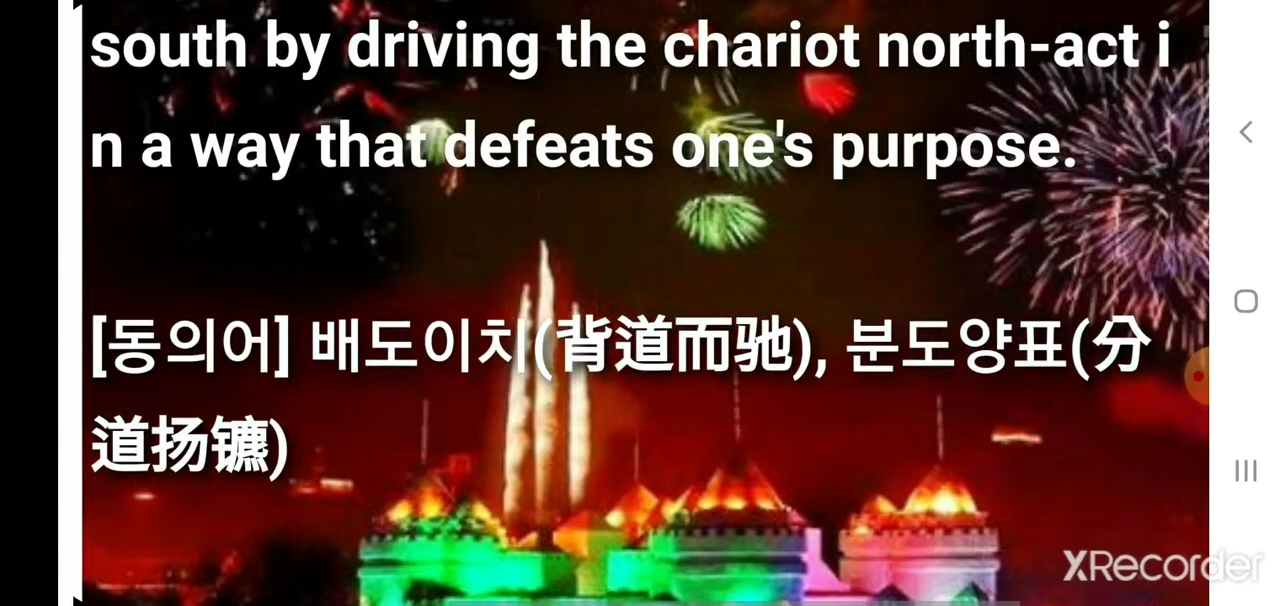 south by driving the chariot north-act i
n a way that defeats one's purpose.
[동의어] 배도이치(背道而驰), 분도양표(分
道扬镳)
XRecorder